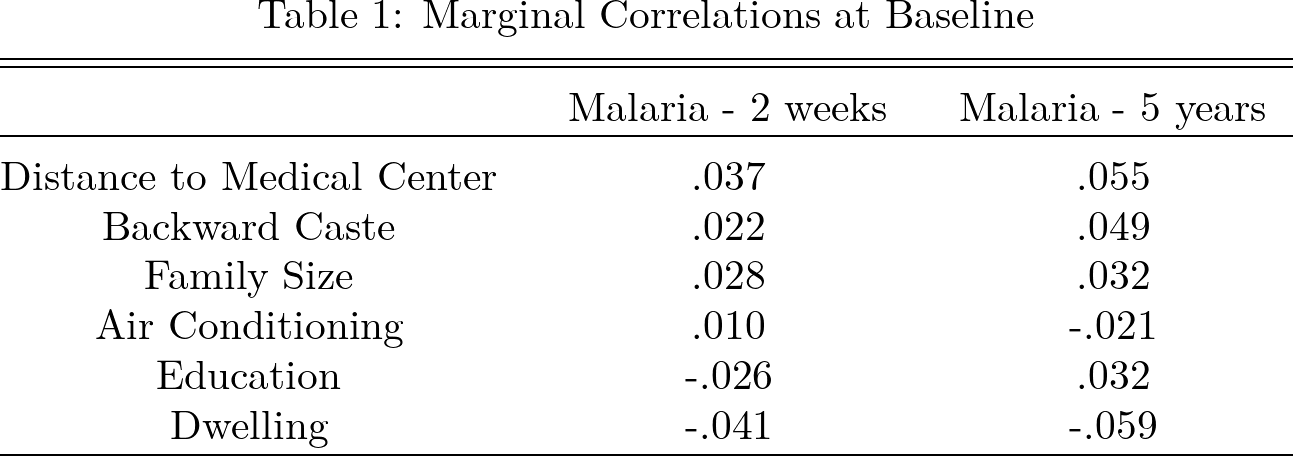 Table 1: Marginal Correlations at Baseline
Malaria - 2 weeks Malaria - 5 years
Distance to Medical Center .037 .055
Backward Caste .022 .049
Family Size .028 .032
Air Conditioning .010 -.021
Education -.026 .032
Dwelling -.041 -.059